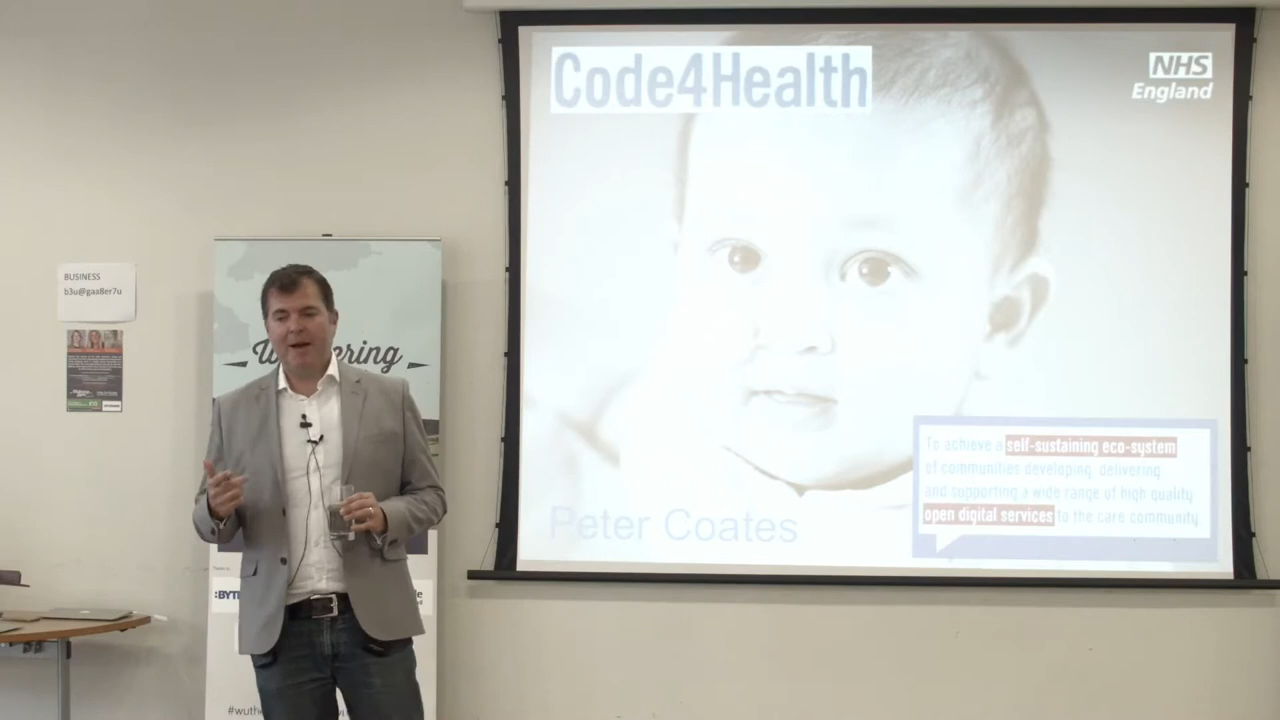 Code4Health
NHS
England
BUSINESS
b3u@gaa8er7u
To achieve a self-sustaining eco-system
of communities developing, delivering
and supporting a wide range of high quality
open digital services to the care community
Peter Coates